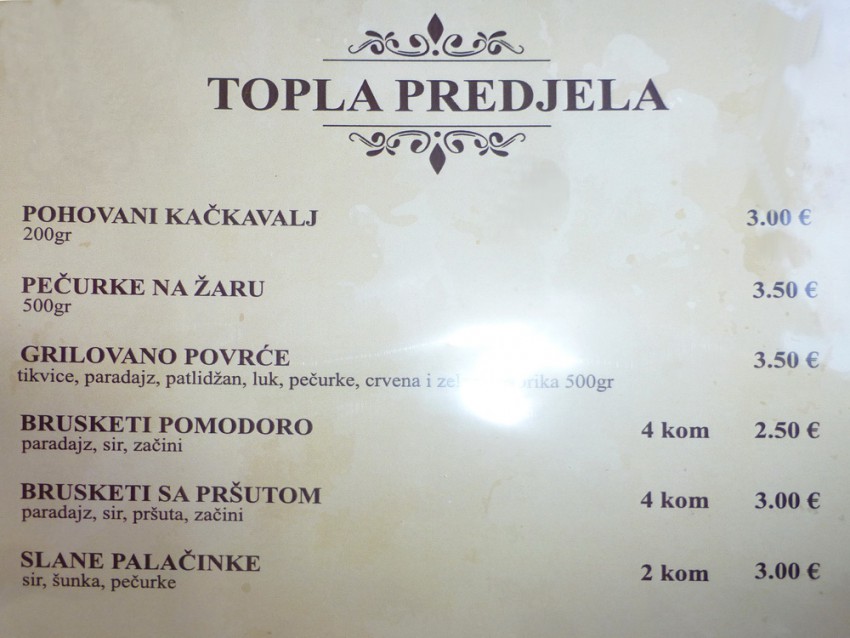 TOPLA PREDJELA
POHOVANI KAČKAVALJ 3.00 €
200gr
PEČURKE NA ŽARU 3.50 €
500gr
GRILOVANO POVRĆE 3.50 €
tikvice, paradajz, patlidžan, luk, pečurke, crvena i 500gr
BRUSKETI POMODORO 4 kom 2.50 €
paradajz, sir, začini
BRUSKETI SA PRŠUTOM 4 kom 3.00 €
paradajz, sir, pršuta, začini
SLANE PALAČINKE 2 kom 3.00 €
sir, šunka, pečurke